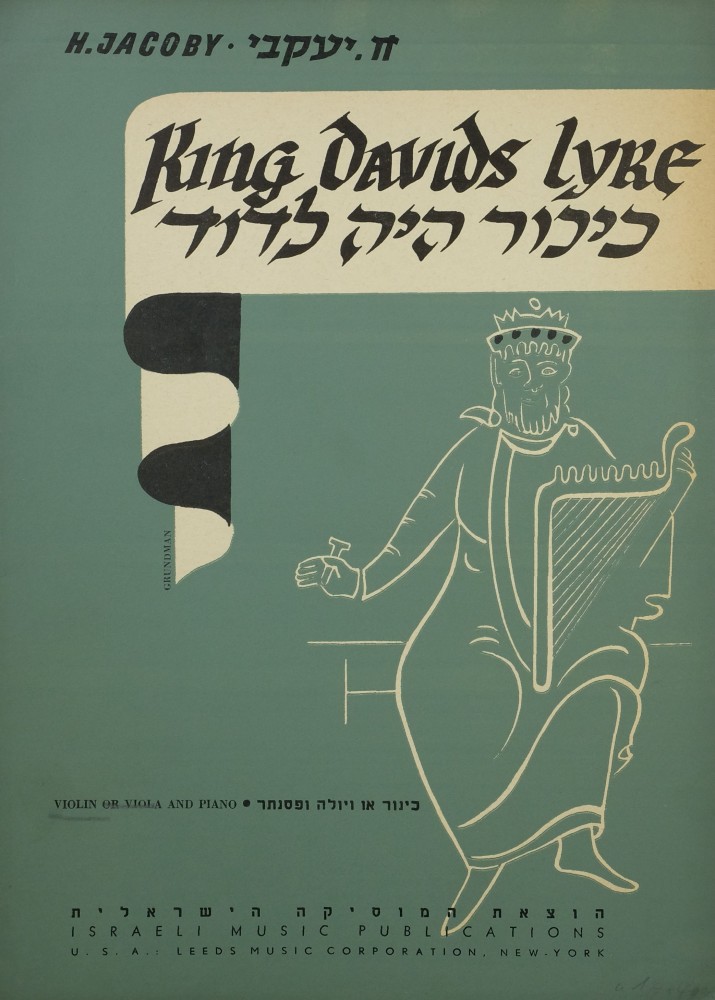 H. JACOBY · ח. יעקבי
KING DAVIDS LYRE
כינור היה לדוד
GRUNDMAN
VIOLIN OR VIOLA AND PIANO • כינור או ויולה ופסנתר
הוצאת המוסיקה הישראלית
ISRAELI MUSIC PUBLICATIONS
U. S. A.: LEEDS MUSIC CORPORATION, NEW-YORK